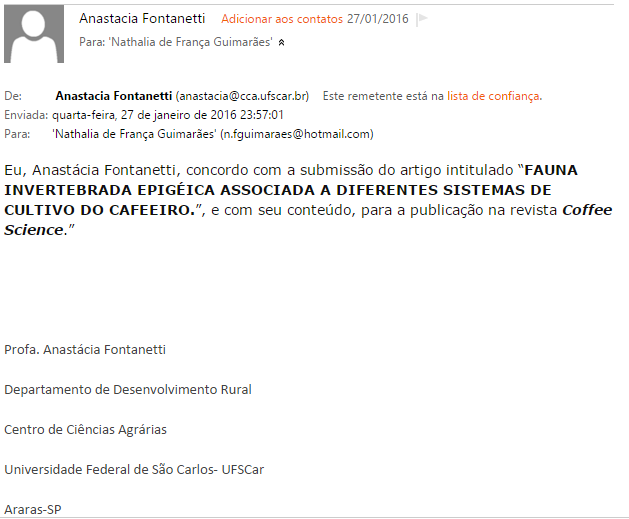 Anastacia Fontanetti Adicionar aos contatos 27/01/2016
Para: 'Nathalia de França Guimarães'
De: Anastacia Fontanetti (anastacia@cca.ufscar.br) Este remetente está na lista de confiança.
Enviada: quarta-feira, 27 de janeiro de 2016 23:57:01
Para: 'Nathalia de França Guimarães' (n.fguimaraes@hotmail.com)
Eu, Anastácia Fontanetti, concordo com a submissão do artigo intitulado “FAUNA
INVERTEBRADA EPIGÉICA ASSOCIADA A DIFERENTES SISTEMAS DE
CULTIVO DO CAFEEIRO.”, e com seu conteúdo, para a publicação na revista Coffee
Science.”
Profa. Anastácia Fontanetti
Departamento de Desenvolvimento Rural
Centro de Ciências Agrárias
Universidade Federal de São Carlos- UFSCar
Araras-SP